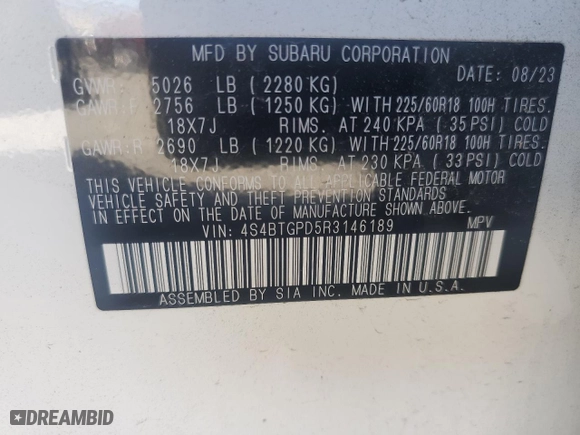 MFD BY SUBARU CORPORATION
DATE: 08/23
GVWR: 5026 LB ( 2280 KG)
GAWR:F 2756 LB ( 1250 KG) WITH 225/60R18 100H TIRES.
18X7J RIMS. AT 240 KPA ( 35 PSI) COLD
GAWR:R 2690 LB ( 1220 KG) WITH 225/60R18 100H TIRES.
18X7J RIMS. AT 230 KPA ( 33 PSI) COLD
THIS VEHICLE CONFORMS TO ALL APPLICABLE FEDERAL MOTOR
VEHICLE SAFETY AND THEFT PREVENTION STANDARDS
IN EFFECT ON THE DATE OF MANUFACTURE SHOWN ABOVE.
VIN: 4S4BTGPD5R3146189 MPV
ASSEMBLED BY SIA INC. MADE IN U.S.A.
DREAMBID